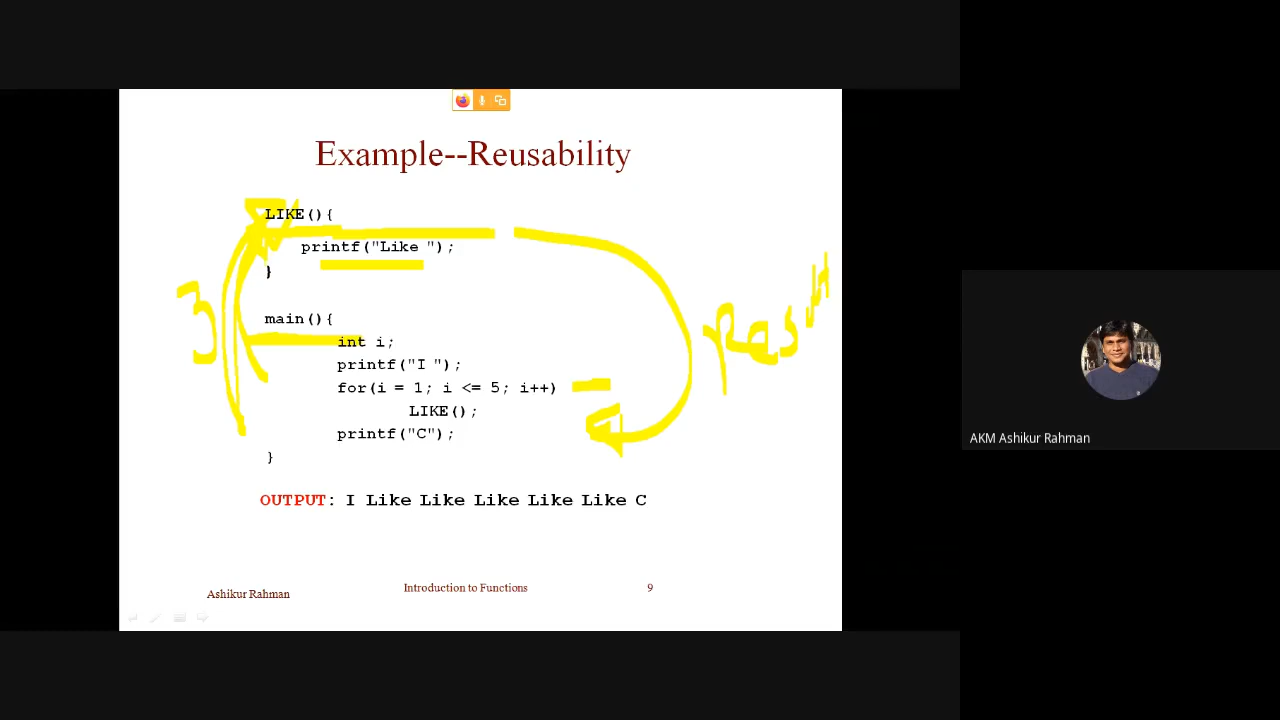 Example--Reusability
LIKE(){
printf("Like ");
}
main(){
int i;
printf("I ");
for(i = 1; i <= 5; i++)
LIKE();
printf("C");
}
OUTPUT: I Like Like Like Like Like C
Ashikur Rahman
Introduction to Functions
9
3
AKM Ashikur Rahman